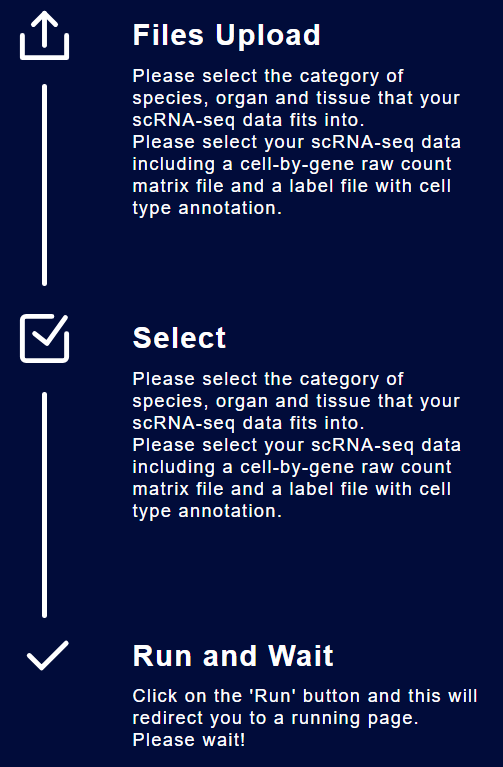 Files Upload
Please select the category of
species, organ and tissue that your
scRNA-seq data fits into.
Please select your scRNA-seq data
including a cell-by-gene raw count
matrix file and a label file with cell
type annotation.
Select
Please select the category of
species, organ and tissue that your
scRNA-seq data fits into.
Please select your scRNA-seq data
including a cell-by-gene raw count
matrix file and a label file with cell
type annotation.
Run and Wait
Click on the 'Run' button and this will
redirect you to a running page.
Please wait!